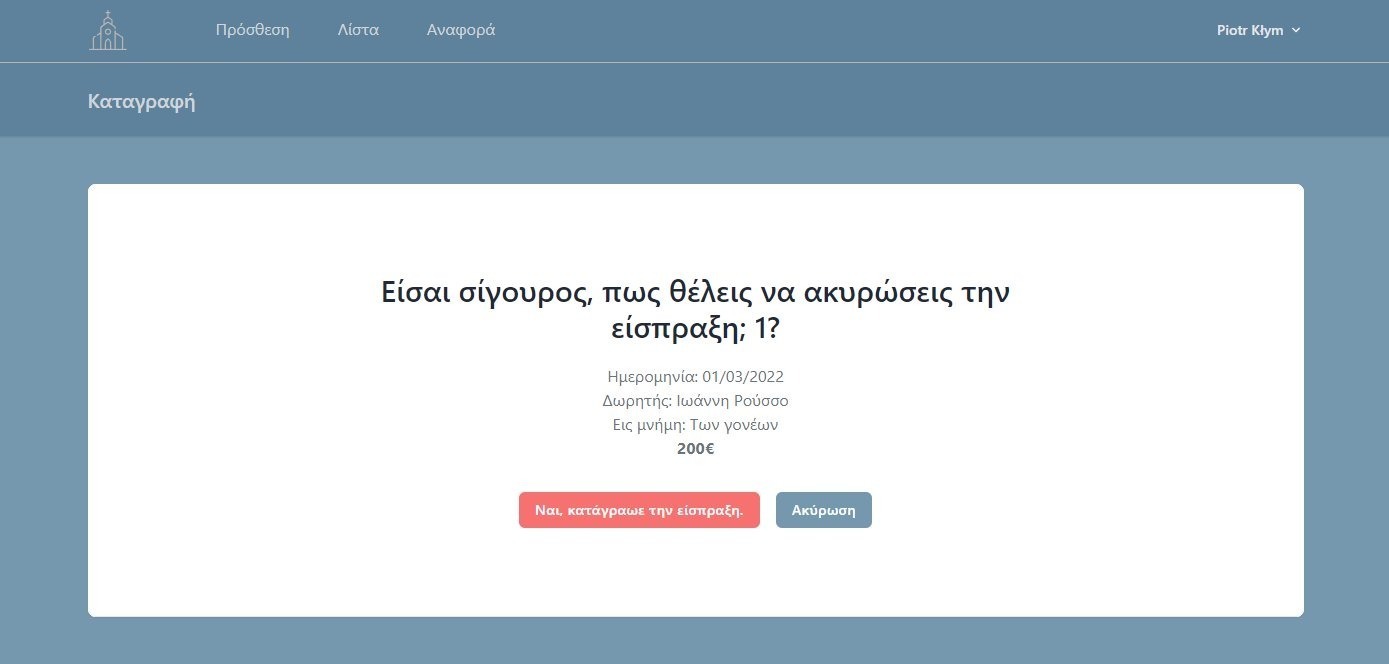 Πρόσθεση Λίστα Αναφορά Piotr Kłym
Καταγραφή
Είσαι σίγουρος, πως θέλεις να ακυρώσεις την
είσπραξη; 1?
Ημερομηνία: 01/03/2022
Δωρητής: Ιωάννη Ρούσσο
Εις μνήμη: Των γονέων
200€
Ναι, κατάγραωε την είσπραξη. Ακύρωση